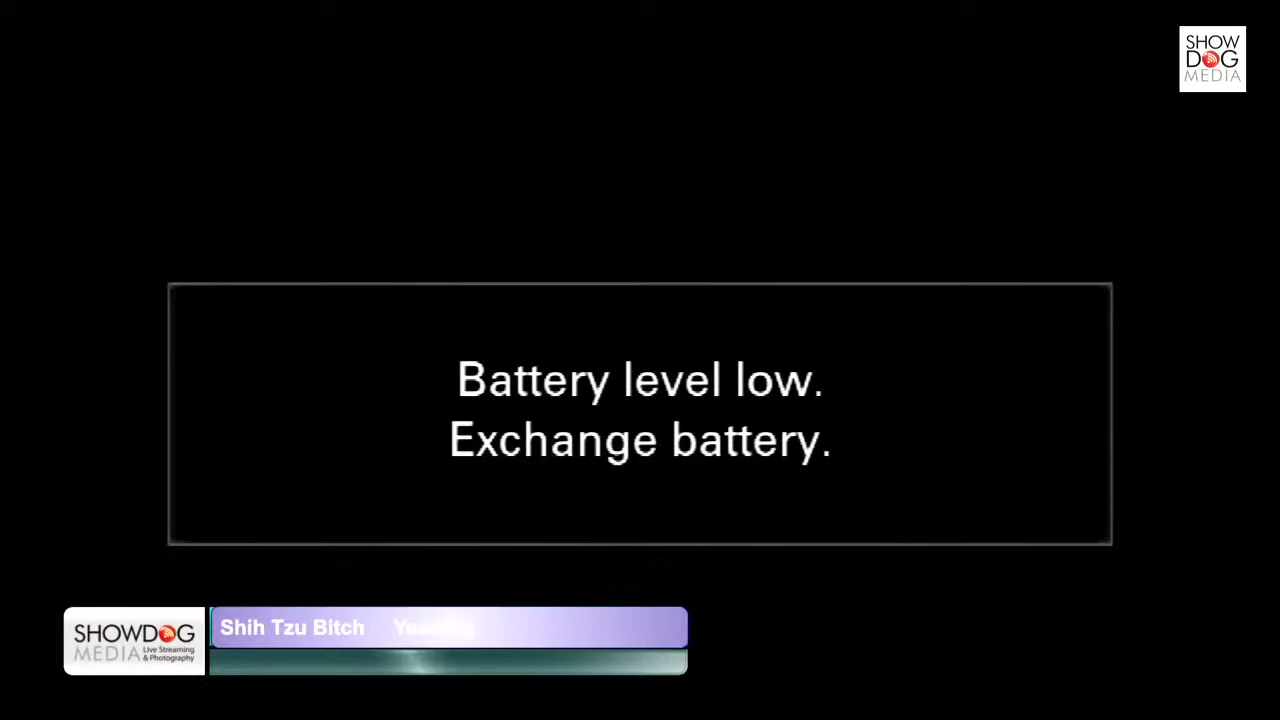 SHOW
DOG
MEDIA
Battery level low.
Exchange battery.
SHOWDOG
MEDIA Live Streaming
& Photography
Shih Tzu Bitch